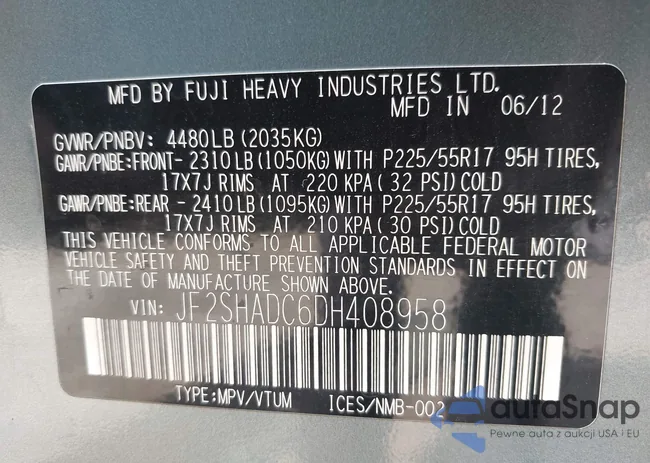 MFD BY FUJI HEAVY INDUSTRIES LTD.
MFD IN 06/12
GVWR/PNBV: 4480LB(2035KG)
GAWR/PNBE:FRONT-2310LB(1050KG)WITH P225/55R17 95H TIRES,
17X7J RIMS AT 220 KPA( 32 PSI)COLD
GAWR/PNBE:REAR -2410LB(1095KG)WITH P225/55R17 95H TIRES,
17X7J RIMS AT 210 KPA( 30 PSI)COLD
THIS VEHICLE CONFORMS TO ALL APPLICABLE FEDERAL MOTOR
VEHICLE SAFETY AND THEFT PREVENTION STANDARDS IN EFFECT ON
THE DATE OF MANUFACTURE SHOWN ABOVE.
VIN: JF2SHADC6DH408958
TYPE:MPV/VTUM ICES/NMB-002
autoSnap
Pewne auta z aukcji USA i EU